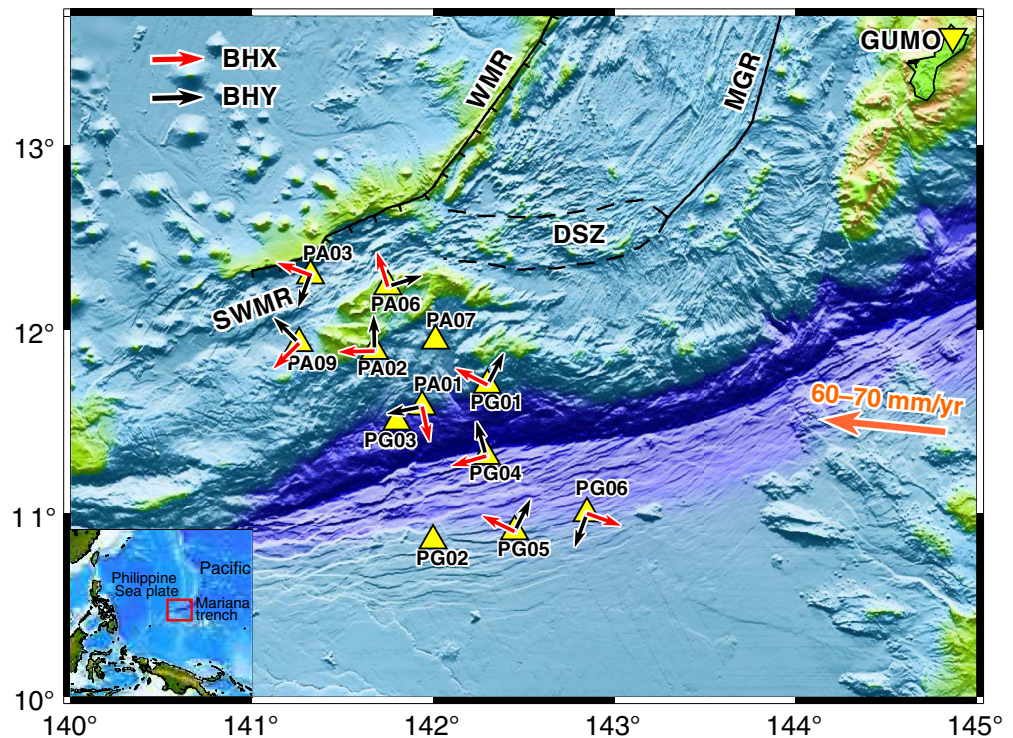 BHX
BHY
WMR
MGR
GUMO
13°
DSZ
PA03
SWMR
PA06
12°
PA07
PA09
PA02
PA01
PG01
60–70 mm/yr
PG03
PG04
PG06
11°
PG02
PG05
Philippine
Sea plate
Pacific
Mariana
trench
10°
140°
141°
142°
143°
144°
145°